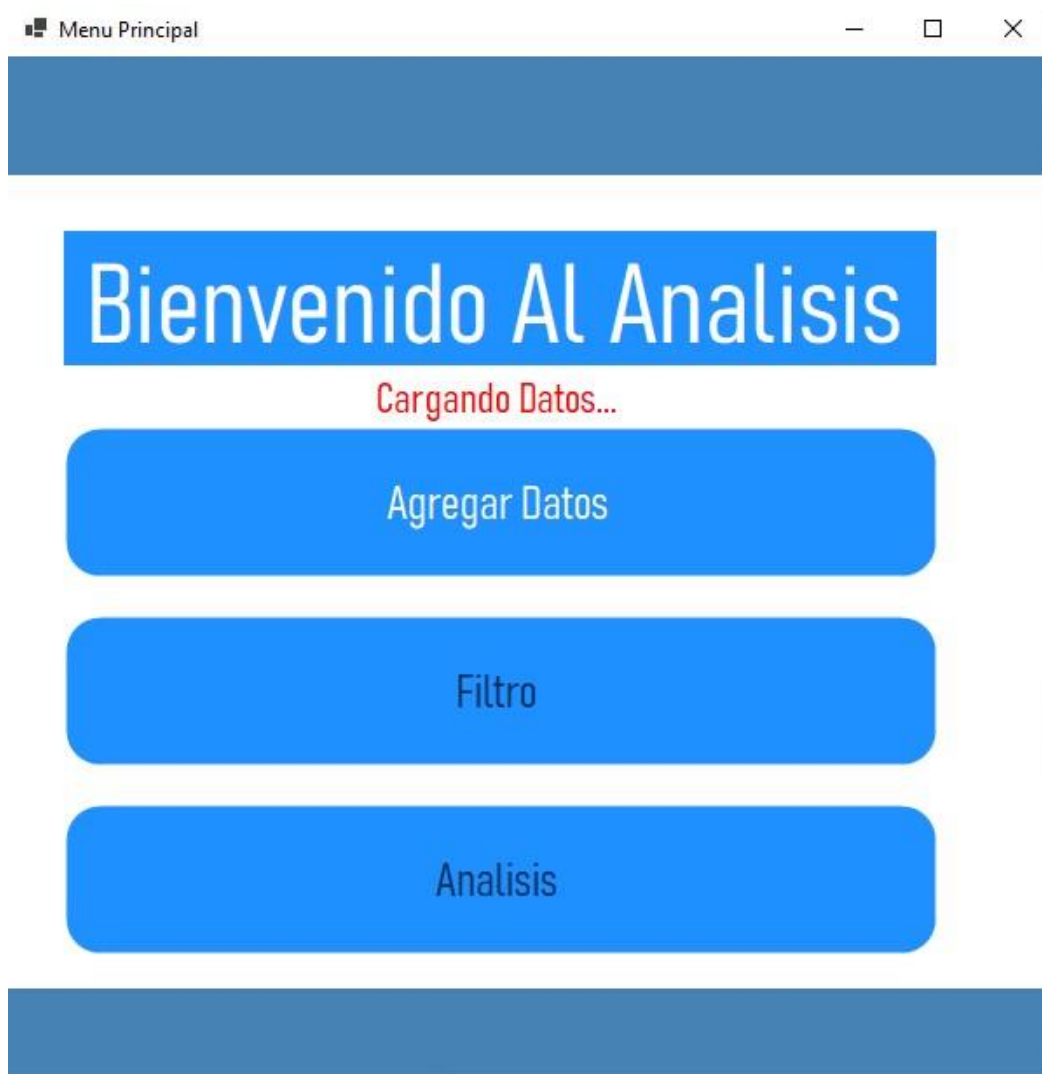 Menu Principal
Bienvenido Al Analisis
Cargando Datos...
Agregar Datos
Filtro
Analisis